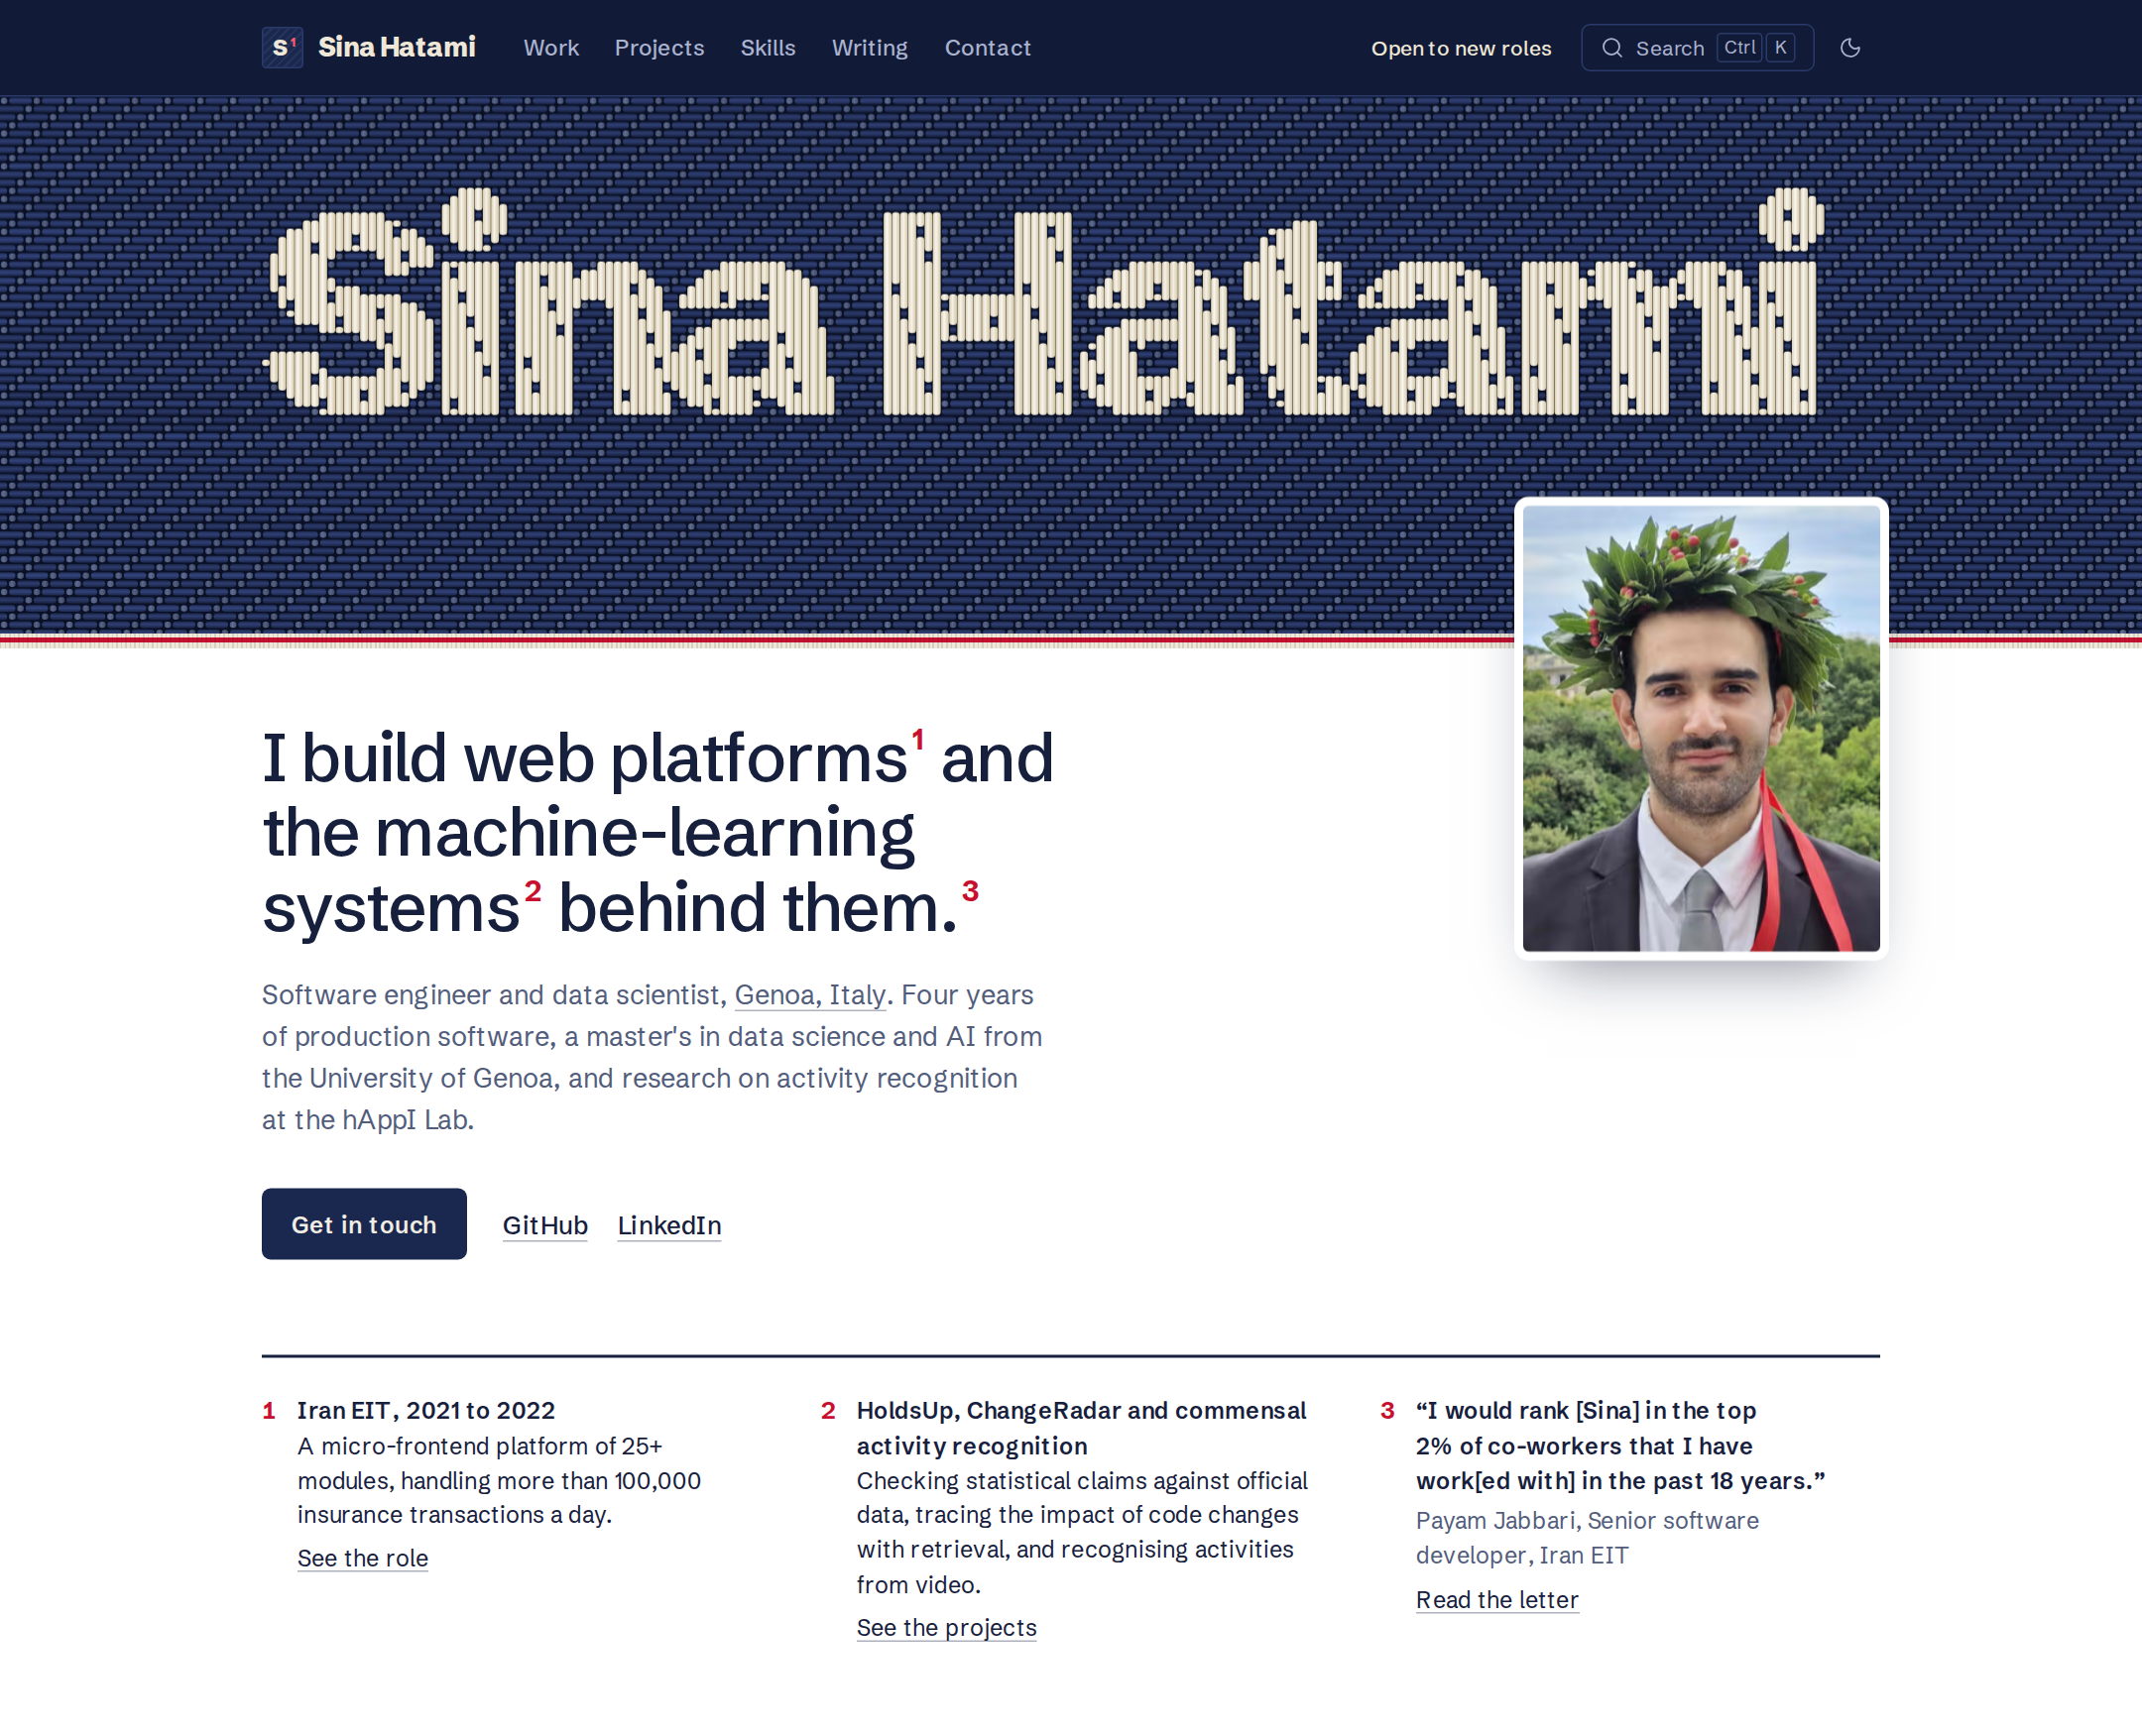 S1 Sina Hatami Work Projects Skills Writing Contact Open to new roles Search Ctrl K
Sina Hatami
I build web platforms1 and
the machine-learning
systems2 behind them.3
Software engineer and data scientist, Genoa, Italy. Four years
of production software, a master's in data science and AI from
the University of Genoa, and research on activity recognition
at the hAppI Lab.
Get in touch GitHub LinkedIn
1 Iran EIT, 2021 to 2022
A micro-frontend platform of 25+
modules, handling more than 100,000
insurance transactions a day.
See the role
2 HoldsUp, ChangeRadar and commensal
activity recognition
Checking statistical claims against official
data, tracing the impact of code changes
with retrieval, and recognising activities
from video.
See the projects
3 “I would rank [Sina] in the top
2% of co-workers that I have
work[ed with] in the past 18 years.”
Payam Jabbari, Senior software
developer, Iran EIT
Read the letter